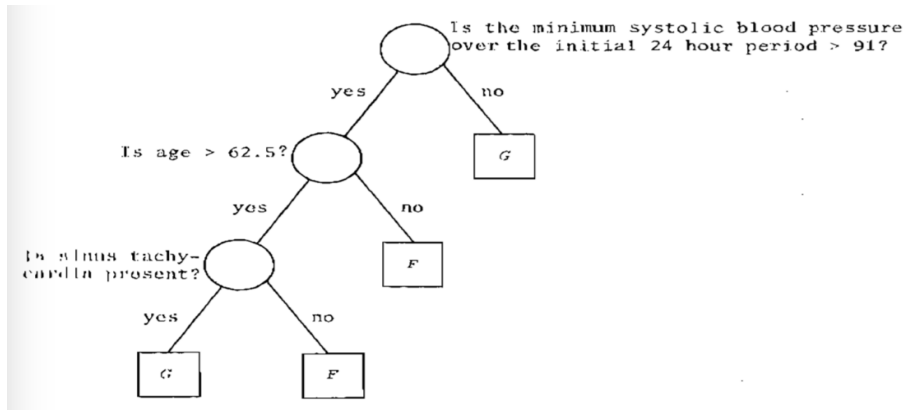 Is the minimum systolic blood pressure
over the initial 24 hour period > 91?
yes
no
Is age > 62.5?
G
yes
no
Is sinus tachy-
cardia present?
F
yes
no
G
F